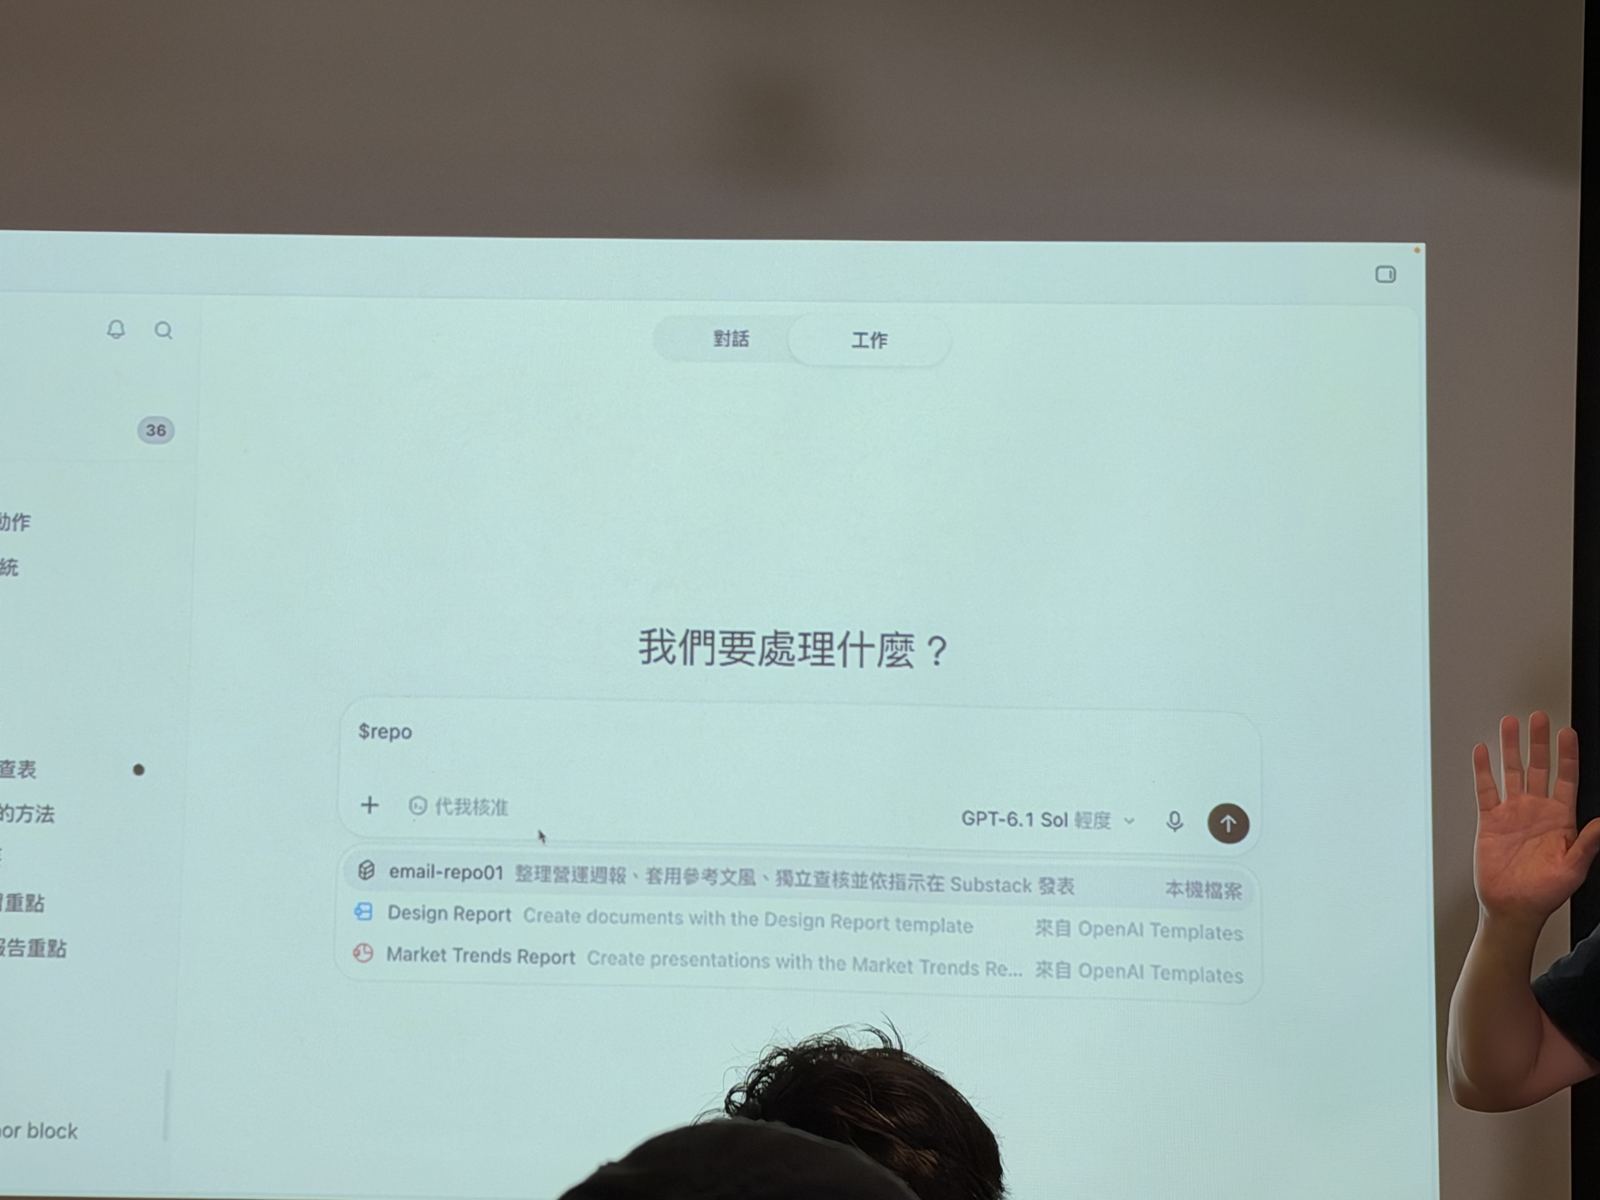 對話
工作
36
動作
統
我們要處理什麼？
$repo
查表
的方法
代我核准
GPT-6.1 Sol 輕度
email-repo01 整理營運週報、套用參考文風、獨立查核並依指示在 Substack 發表 本機檔案
Design Report Create documents with the Design Report template 來自 OpenAI Templates
Market Trends Report Create presentations with the Market Trends Re... 來自 OpenAI Templates
重點
報告重點
or block